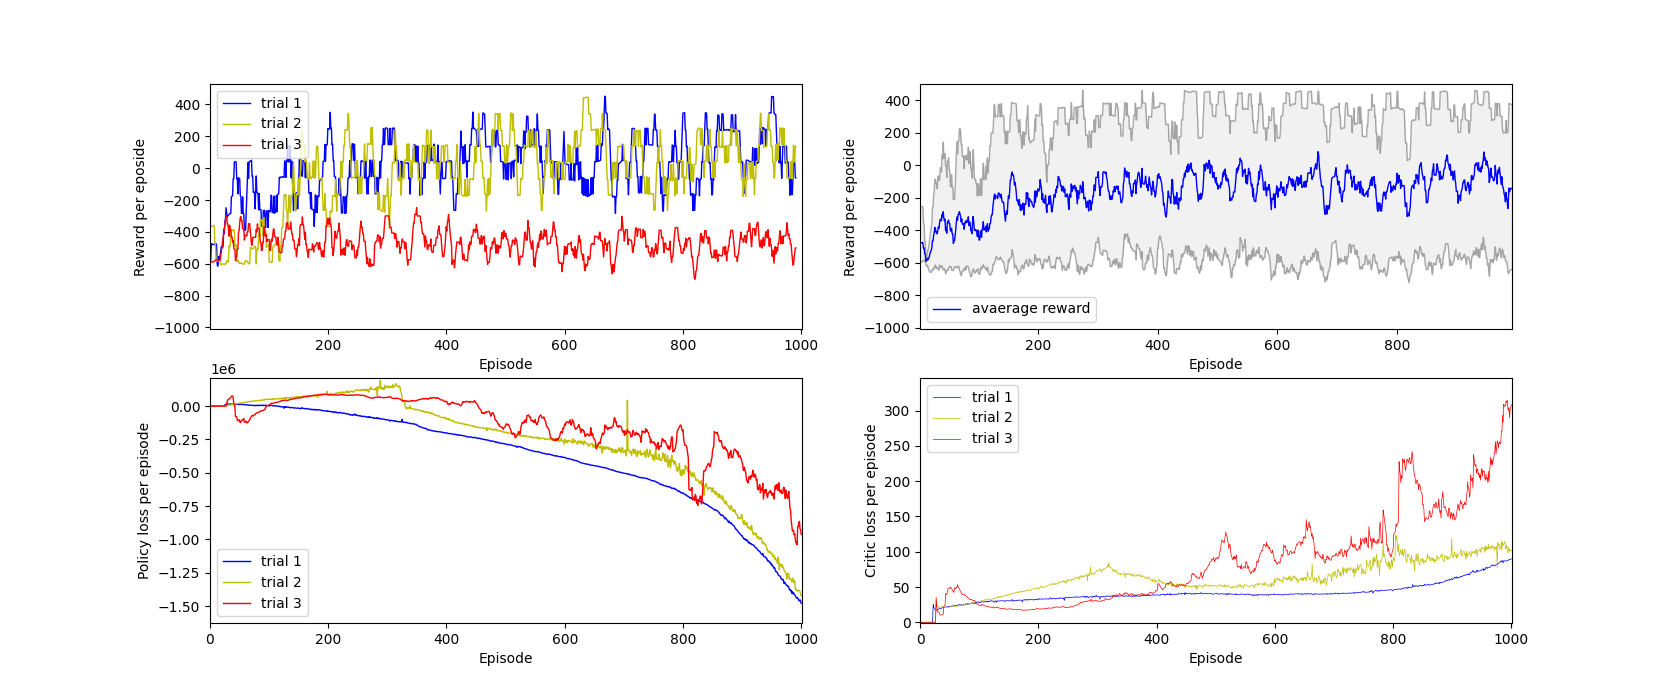 400
200
0
−200
−400
−600
−800
−1000
Reward per eposide
trial 1
trial 2
trial 3
200
400
600
800
1000
Episode
400
200
0
−200
−400
−600
−800
−1000
Reward per eposide
avaerage reward
200
400
600
800
Episode
1e6
0.00
−0.25
−0.50
−0.75
−1.00
−1.25
−1.50
Policy loss per episode
trial 1
trial 2
trial 3
0
200
400
600
800
1000
Episode
300
250
200
150
100
50
0
Critic loss per episode
trial 1
trial 2
trial 3
0
200
400
600
800
1000
Episode